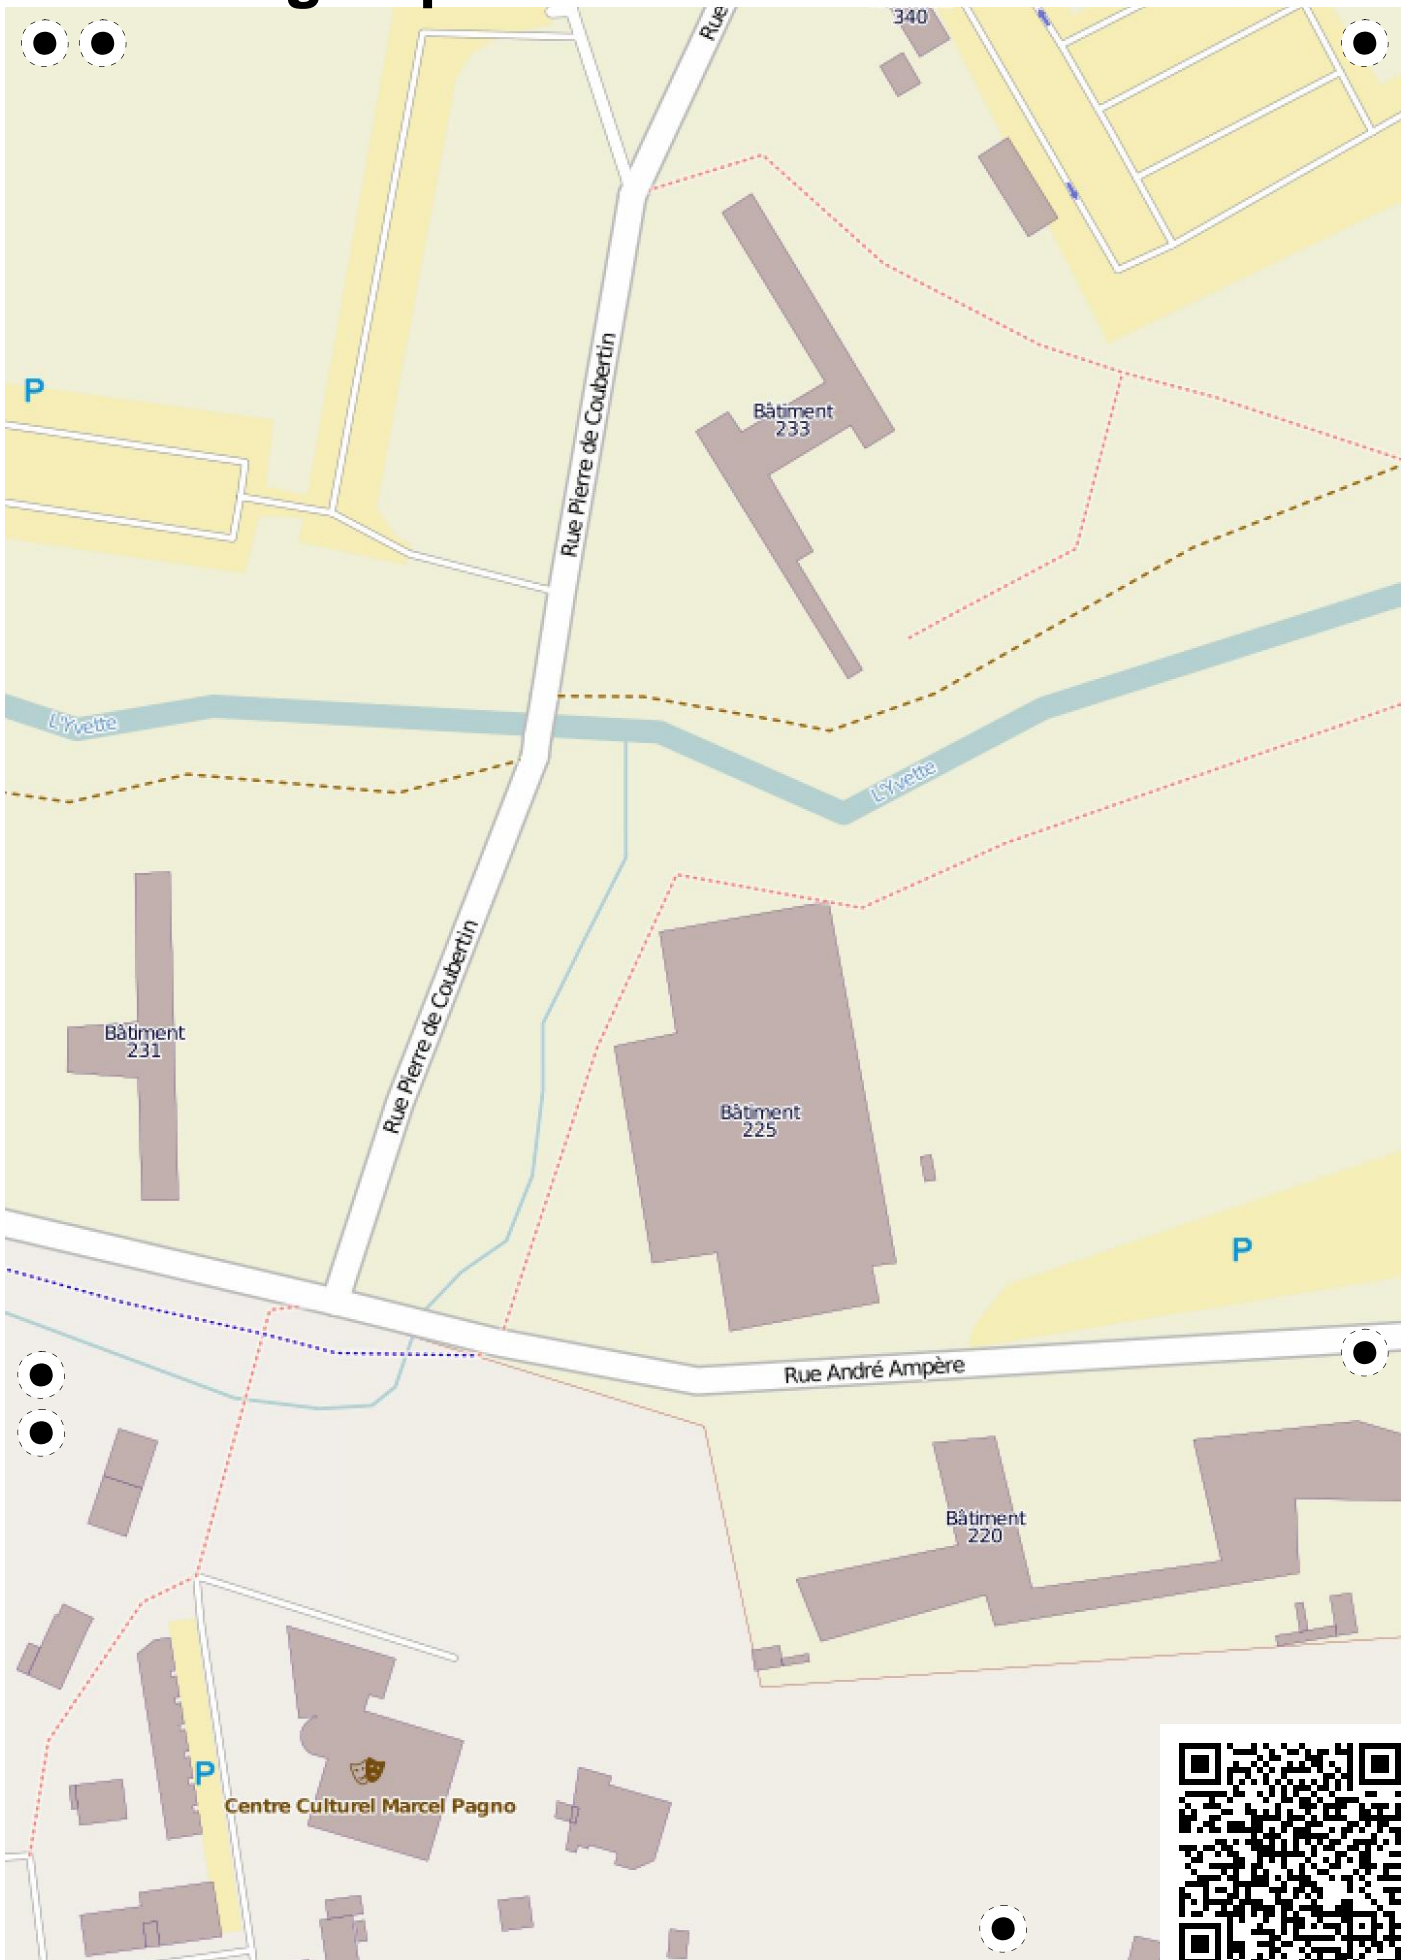 Rue
340
P
Rue Pierre de Coubertin
Bâtiment
233
L'Yvette
L'Yvette
Rue Pierre de Coubertin
Bâtiment
231
Bâtiment
225
P
Rue André Ampère
Bâtiment
220
P
Centre Culturel Marcel Pagno